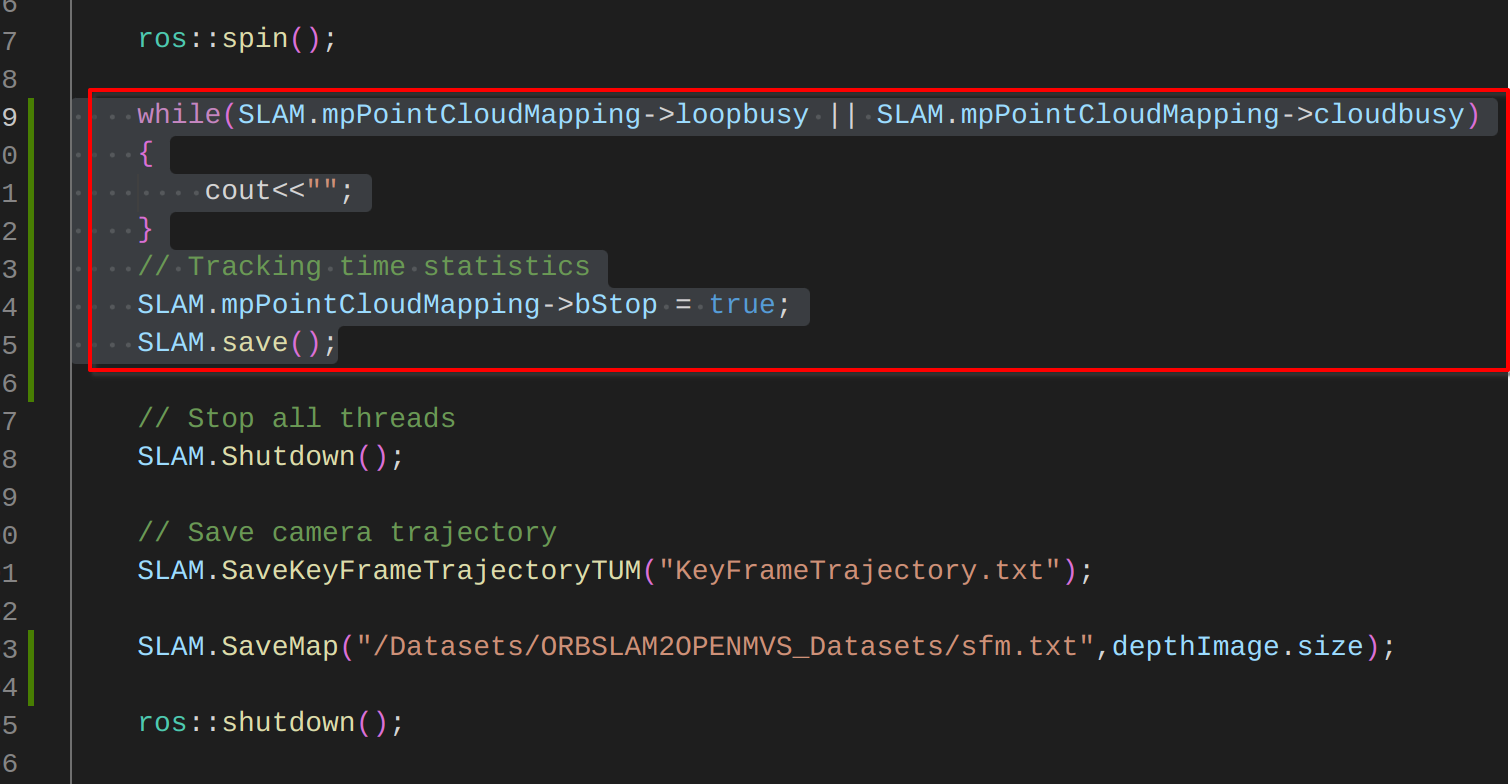 6
7 ros::spin();
8
9 while(SLAM.mpPointCloudMapping->loopbusy || SLAM.mpPointCloudMapping->cloudbusy)
0 {
1 cout<<"";
2 }
3 // Tracking time statistics
4 SLAM.mpPointCloudMapping->bStop = true;
5 SLAM.save();
6
7 // Stop all threads
8 SLAM.Shutdown();
9
0 // Save camera trajectory
1 SLAM.SaveKeyFrameTrajectoryTUM("KeyFrameTrajectory.txt");
2
3 SLAM.SaveMap("/Datasets/ORBSLAM2OPENMVS_Datasets/sfm.txt",depthImage.size);
4
5 ros::shutdown();
6